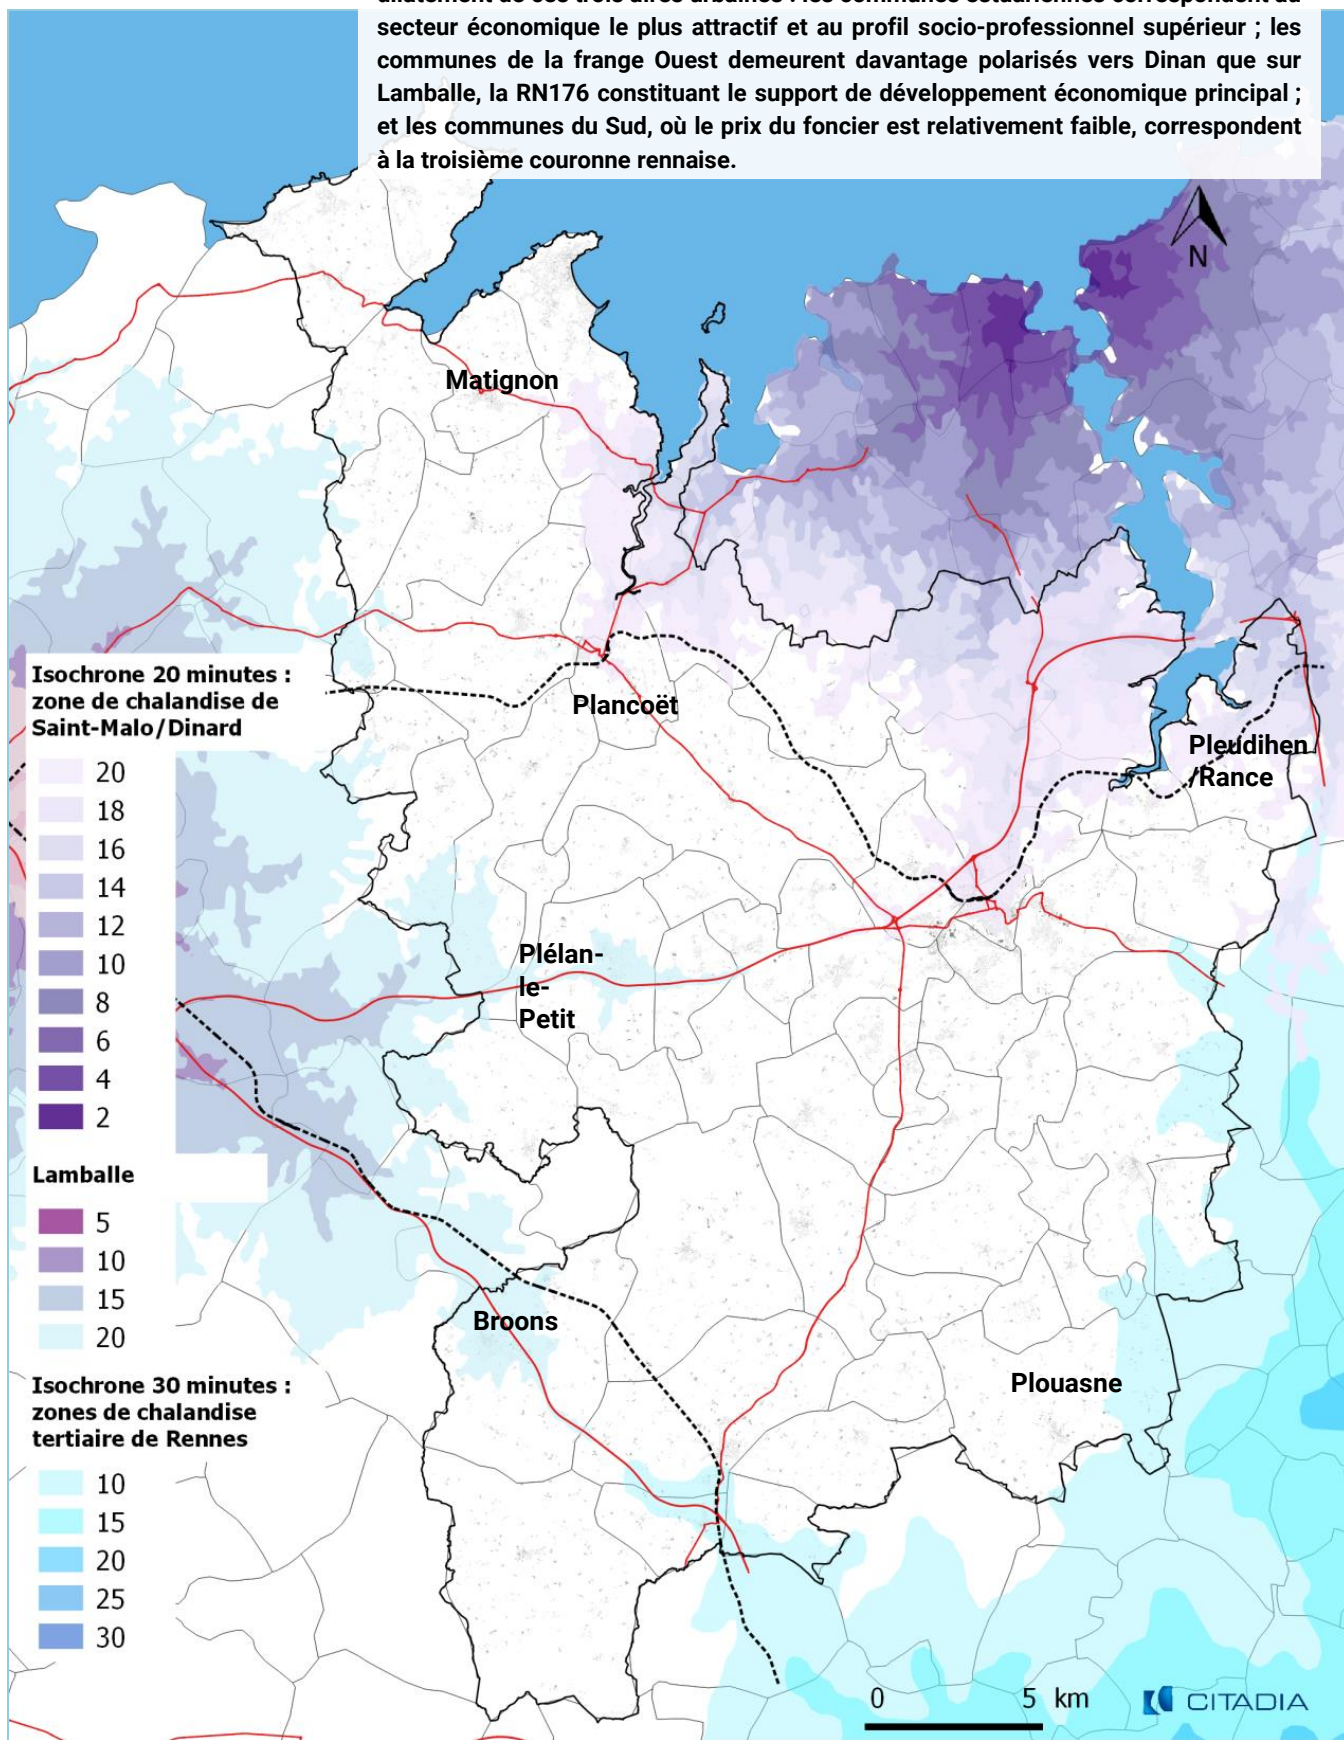 secteur économique le plus attractif et au profil socio-professionnel supérieur ; les
communes de la frange Ouest demeurent davantage polarisés vers Dinan que sur
Lamballe, la RN176 constituant le support de développement économique principal ;
et les communes du Sud, où le prix du foncier est relativement faible, correspondent
à la troisième couronne rennaise.
N
Matignon
Plancoët
Pleudihen
/Rance
Plélan-
le-
Petit
Broons
Plouasne
Isochrone 20 minutes :
zone de chalandise de
Saint-Malo/Dinard
20
18
16
14
12
10
8
6
4
2
Lamballe
5
10
15
20
Isochrone 30 minutes :
zones de chalandise
tertiaire de Rennes
10
15
20
25
30
0 5 km
CITADIA